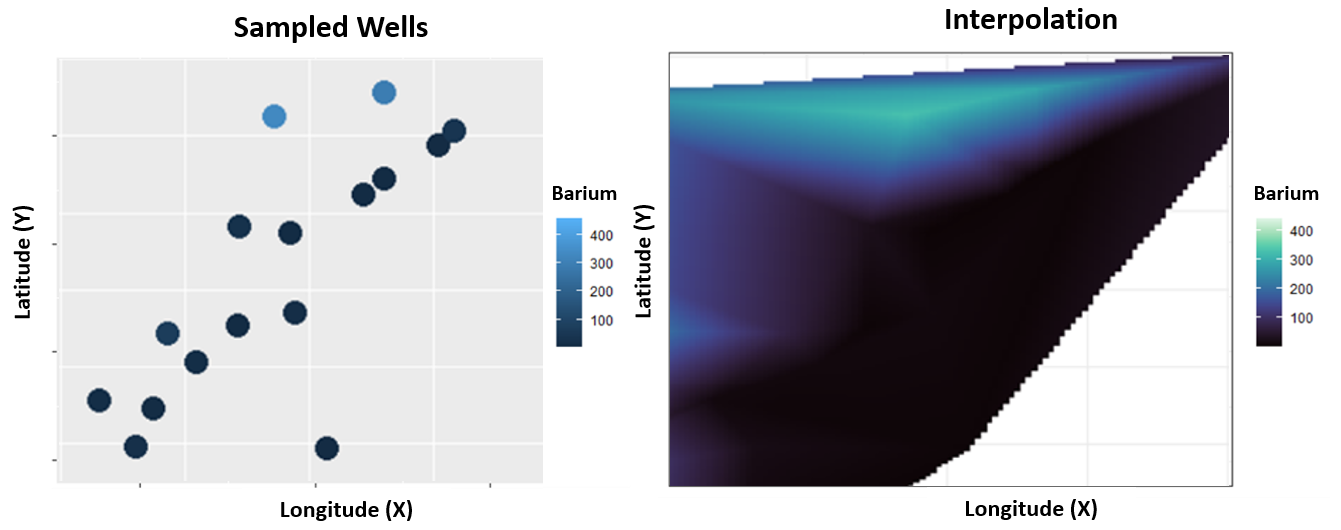 Sampled Wells
Latitude (Y)
Longitude (X)
Barium
400
300
200
100
Interpolation
Latitude (Y)
Longitude (X)
Barium
400
300
200
100